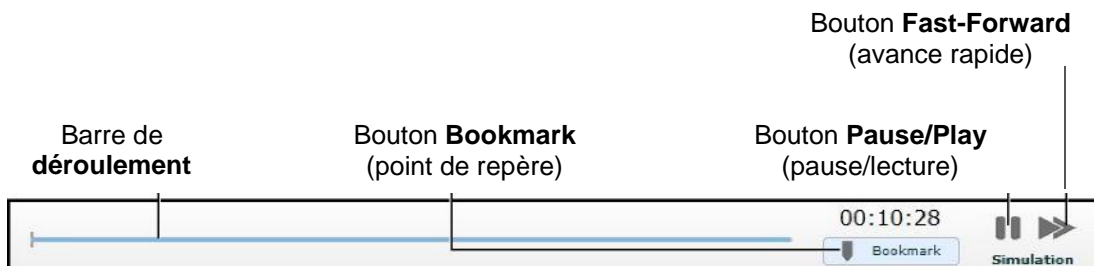 Bouton Fast-Forward
(avance rapide)
Barre de
déroulement
Bouton Bookmark
(point de repère)
Bouton Pause/Play
(pause/lecture)
00:10:28
Bookmark
Simulation